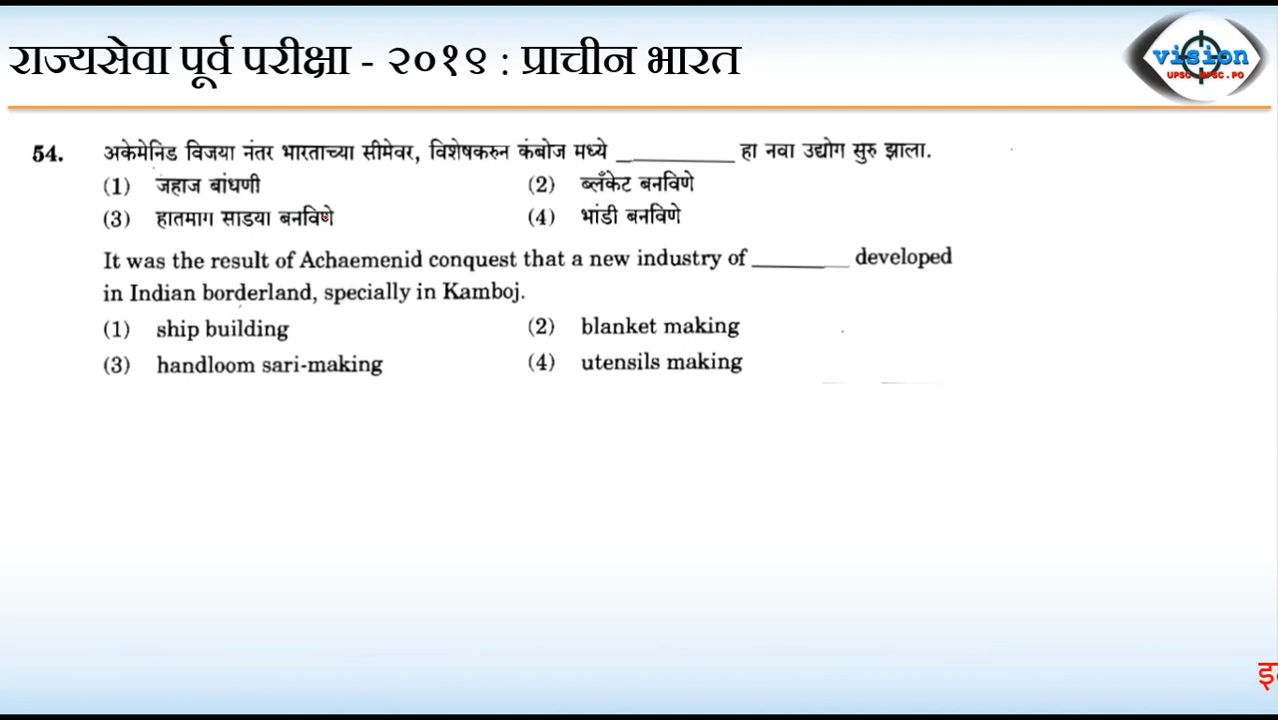 राज्यसेवा पूर्व परीक्षा - २०१९ : प्राचीन भारत
vision
UPSC MPSC . PO
54. अकेमेनिड विजया नंतर भारताच्या सीमेवर, विशेषकरुन कंबोज मध्ये __________ हा नवा उद्योग सुरु झाला.
(1) जहाज बांधणी (2) ब्लँकेट बनविणे
(3) हातमाग साडया बनविणे (4) भांडी बनविणे
It was the result of Achaemenid conquest that a new industry of ________ developed
in Indian borderland, specially in Kamboj.
(1) ship building (2) blanket making
(3) handloom sari-making (4) utensils making